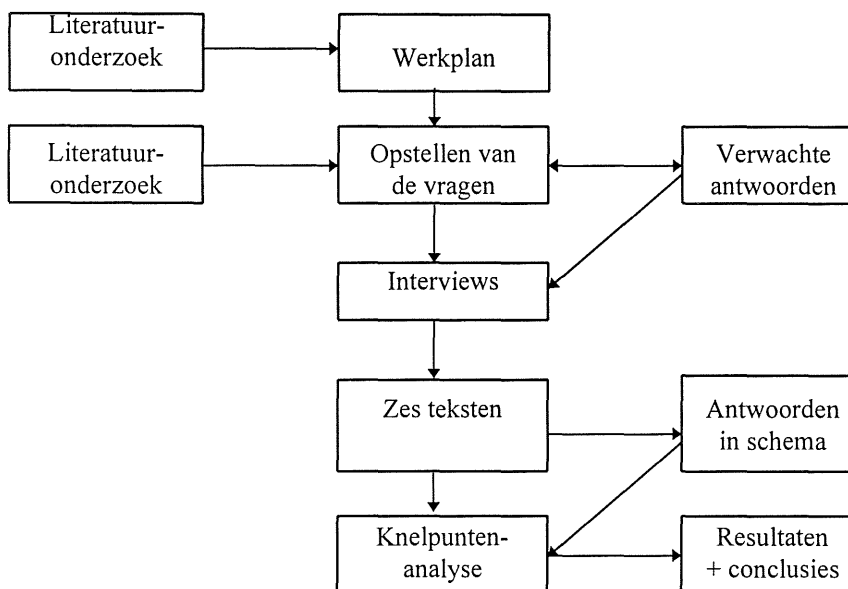 Literatuur-
onderzoek
Werkplan
Literatuur-
onderzoek
Opstellen van
de vragen
Verwachte
antwoorden
Interviews
Zes teksten
Antwoorden
in schema
Knelpunten-
analyse
Resultaten
+ conclusies